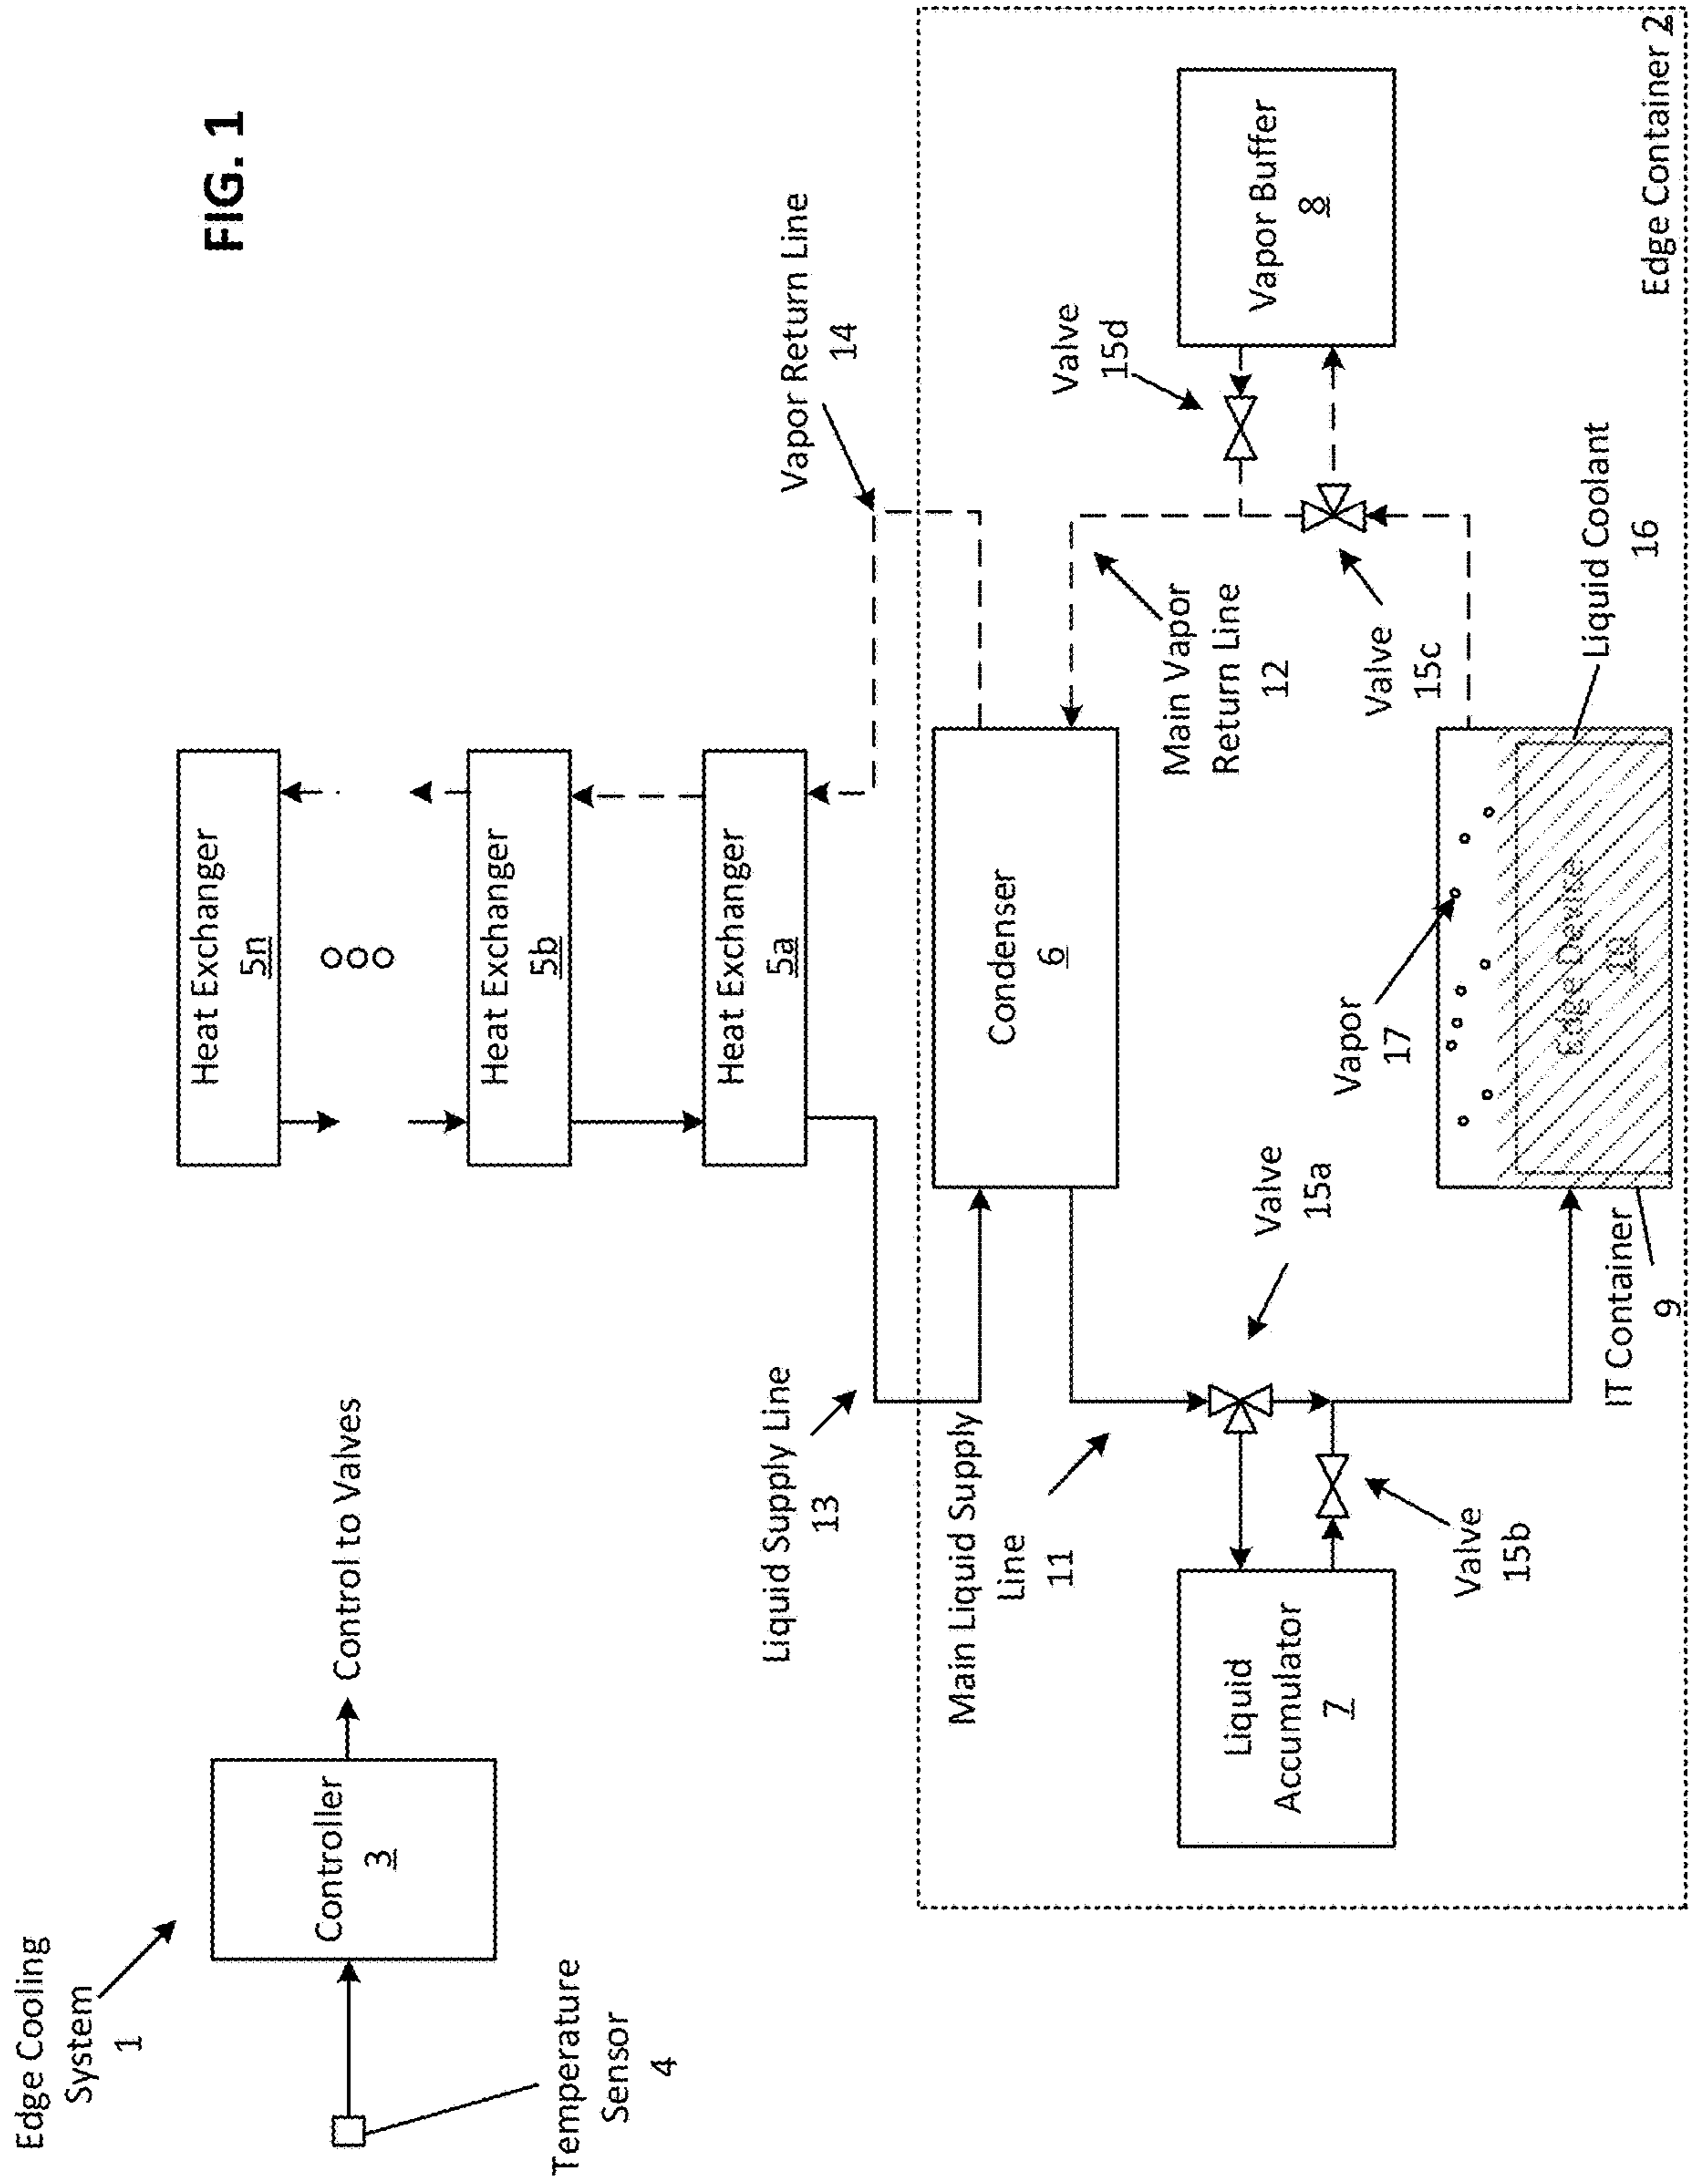 FIG. 1
Edge Cooling
System
1
Controller
3
Control to Valves
Temperature
Sensor
4
Heat Exchanger
5n
Heat Exchanger
5b
Heat Exchanger
5a
Liquid Supply Line
13
Vapor Return Line
14
Main Liquid Supply
Line
11
Condenser
6
Main Vapor
Return Line
12
Valve
15d
Valve
15a
Liquid
Accumulator
7
Vapor Buffer
8
Valve
15b
Vapor
17
Valve
15c
IT Container
9
Edge Device
Liquid Coolant
16
Edge Container 2